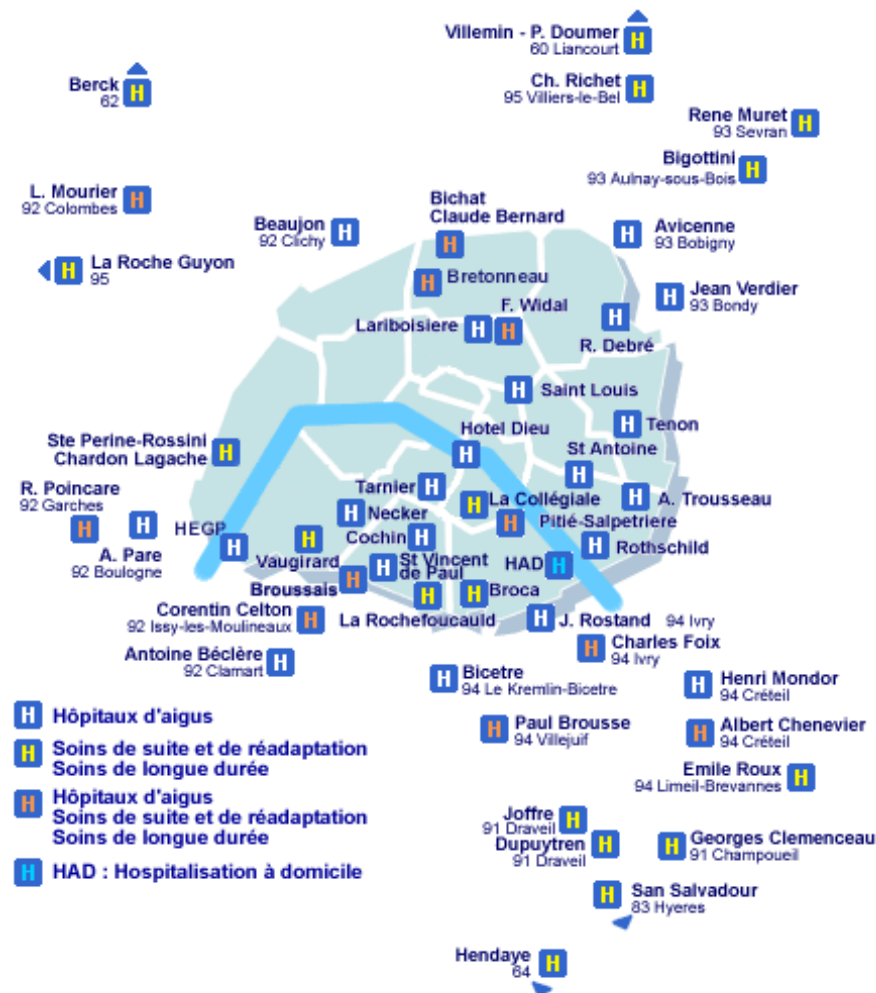 Villemin - P. Doumer
60 Liancourt
H
Berck
62
H
Ch. Richet
95 Villiers-le-Bel
H
Rene Muret
93 Sevran
H
Bigottini
93 Aulnay-sous-Bois
H
L. Mourier
92 Colombes
H
Beaujon
92 Clichy
H
Bichat
Claude Bernard
H
Avicenne
93 Bobigny
H
La Roche Guyon
95
H
Bretonneau
H
Jean Verdier
93 Bondy
H
F. Widal
H
Lariboisiere
H
R. Debré
H
Saint Louis
H
Tenon
H
Hotel Dieu
H
St Antoine
H
Ste Perine-Rossini
Chardon Lagache
H
Tarnier
H
La Collégiale
H
A. Trousseau
H
R. Poincare
92 Garches
H
A. Pare
92 Boulogne
H
HEGP
H
Necker
H
Pitié-Salpetriere
H
Cochin
H
Vaugirard
H
Rothschild
H
St Vincent
de Paul
H
HAD
H
Broussais
H
Broca
H
La Rochefoucauld
H
Corentin Celton
92 Issy-les-Moulineaux
H
J. Rostand 94 Ivry
H
Charles Foix
94 Ivry
H
Antoine Béclère
92 Clamart
H
Bicetre
94 Le Kremlin-Bicetre
H
Henri Mondor
94 Créteil
H
Paul Brousse
94 Villejuif
H
Albert Chenevier
94 Créteil
H
Emile Roux
94 Limeil-Brevannes
H
Joffre
91 Draveil
H
Dupuytren
91 Draveil
H
Georges Clemenceau
91 Champoueil
H
San Salvadour
83 Hyeres
H
Hendaye
64
H
H Hôpitaux d'aigus
H Soins de suite et de réadaptation
Soins de longue durée
H Hôpitaux d'aigus
Soins de suite et de réadaptation
Soins de longue durée
H HAD : Hospitalisation à domicile